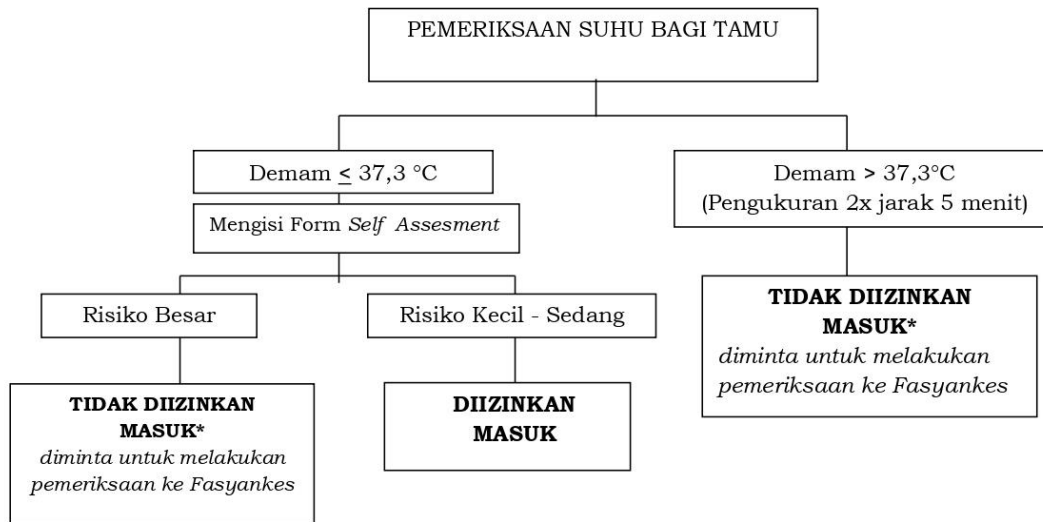 PEMERIKSAAN SUHU BAGI TAMU
Demam ≤ 37,3 °C
Demam > 37,3°C
(Pengukuran 2x jarak 5 menit)
Mengisi Form Self Assesment
Risiko Besar
Risiko Kecil - Sedang
TIDAK DIIZINKAN
MASUK*
diminta untuk melakukan
pemeriksaan ke Fasyankes
TIDAK DIIZINKAN
MASUK*
diminta untuk melakukan
pemeriksaan ke Fasyankes
DIIZINKAN
MASUK